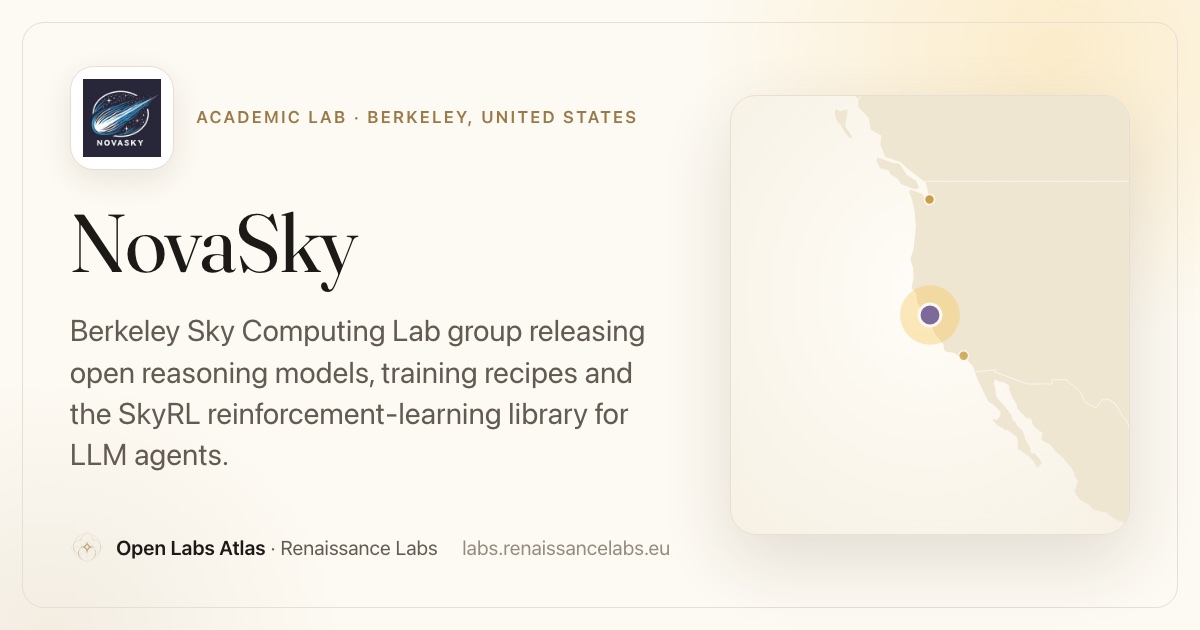 NOVASKY
ACADEMIC LAB · BERKELEY, UNITED STATES
NovaSky
Berkeley Sky Computing Lab group releasing
open reasoning models, training recipes and
the SkyRL reinforcement-learning library for
LLM agents.
Open Labs Atlas · Renaissance Labs labs.renaissancelabs.eu